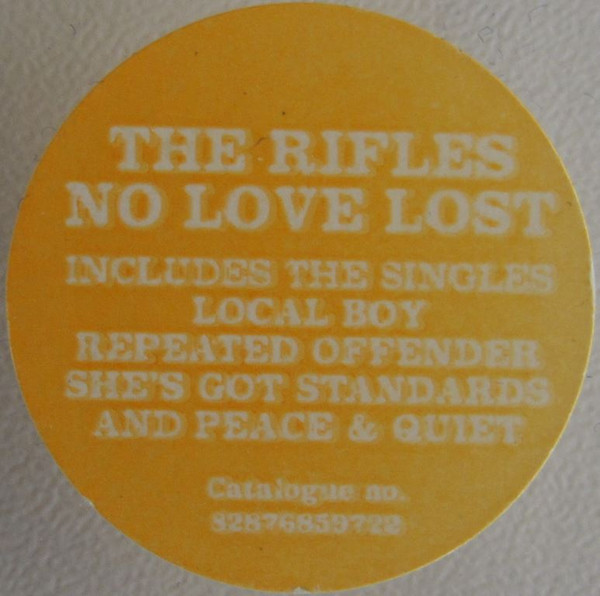 THE RIFLES
NO LOVE LOST
INCLUDES THE SINGLES
LOCAL BOY
REPEATED OFFENDER
SHE'S GOT STANDARDS
AND PEACE & QUIET
Catalogue no.
82876859722